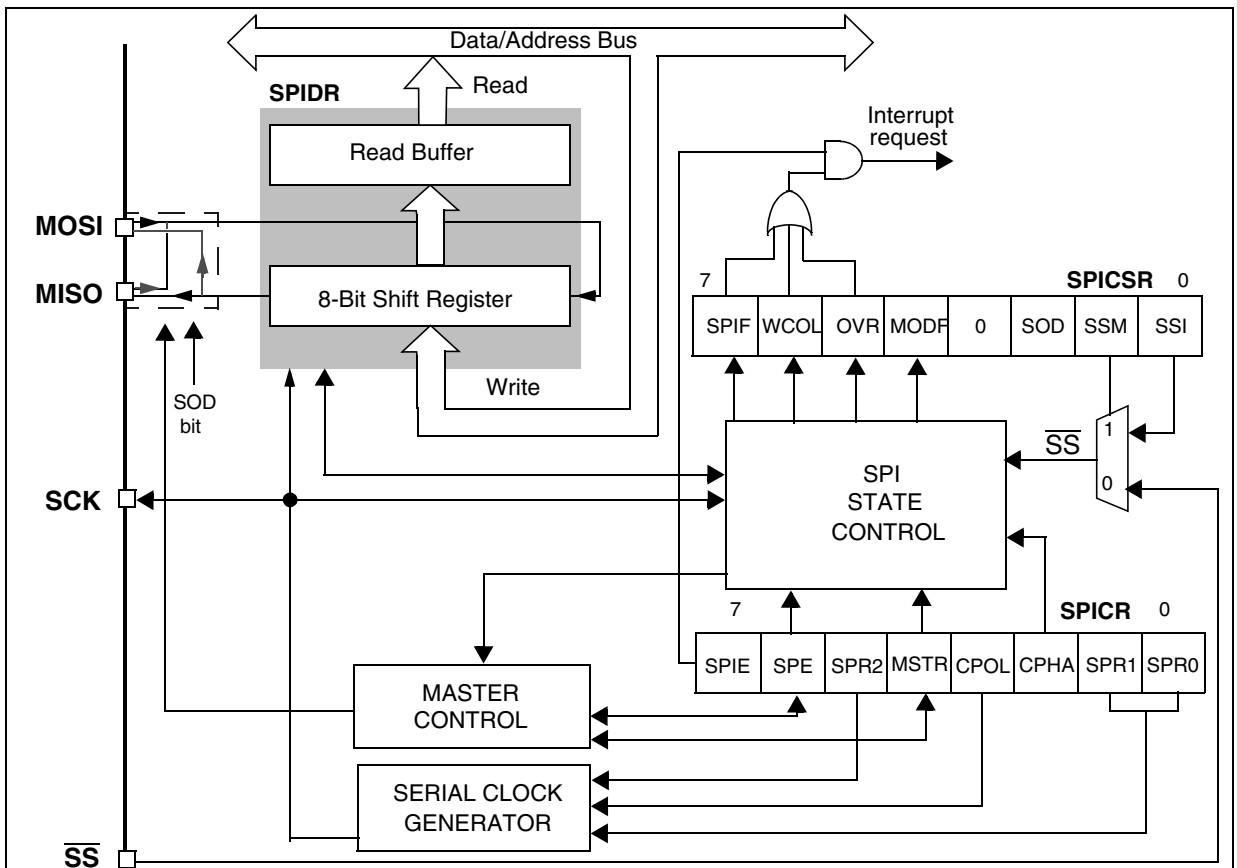 Data/Address Bus
Read
SPIDR
Read Buffer
Interrupt
request
MOSI
MISO
8-Bit Shift Register
7 SPICSR 0
SPIF WCOL OVR MODF 0 SOD SSM SSI
Write
SOD
bit
1
SS
0
SCK
SPI
STATE
CONTROL
7 SPICR 0
SPIE SPE SPR2 MSTR CPOL CPHA SPR1 SPR0
MASTER
CONTROL
SERIAL CLOCK
GENERATOR
SS